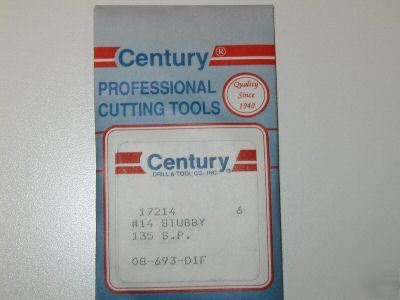 Century®
PROFESSIONAL
CUTTING TOOLS
Quality
Since
1940
Century
DRILL & TOOL CO., INC. ®
17214 6
#14 STUBBY
135 S.P.
08-693-D1F